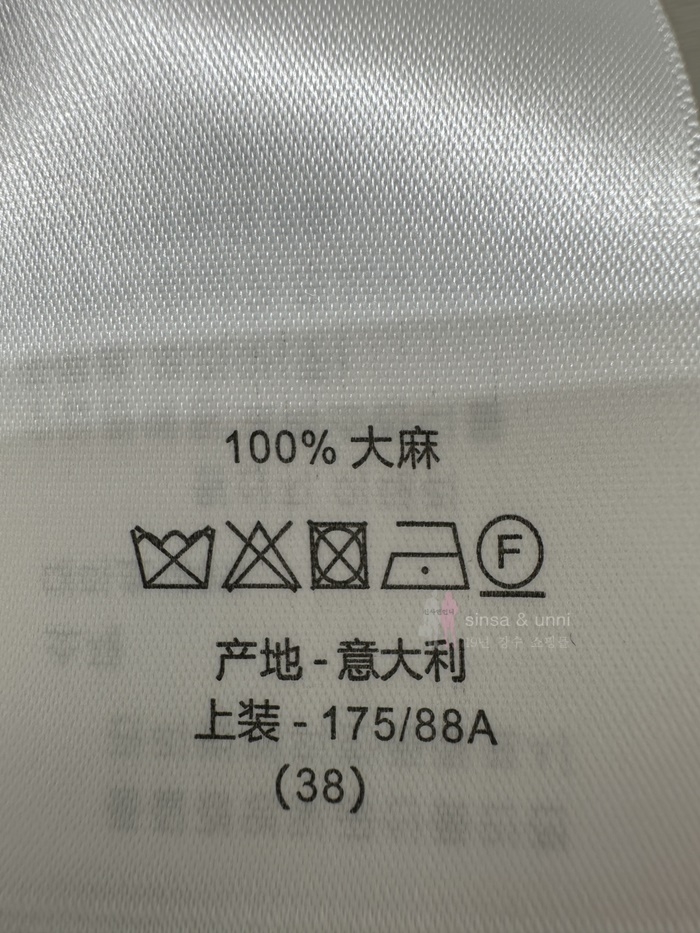 100% 大麻
F
产地 - 意大利
上装 - 175/88A
(38)
sinsa & unni